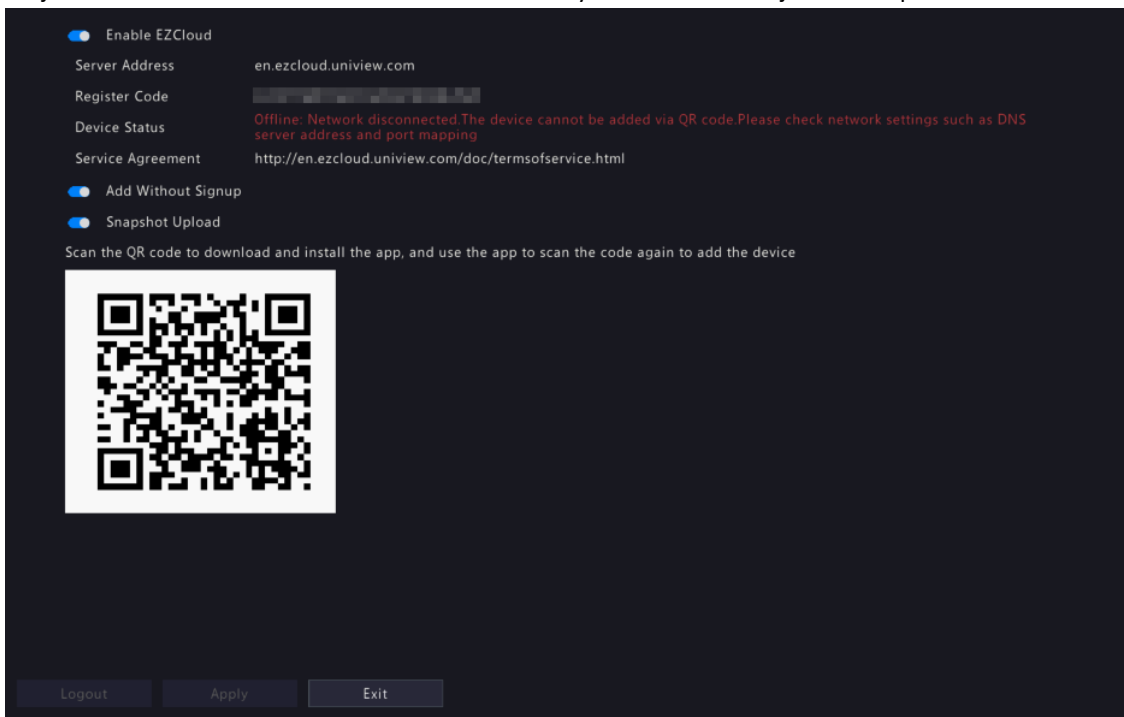 Enable EZCloud
Server Address en.ezcloud.uniview.com
Register Code
Device Status Offline: Network disconnected.The device cannot be added via QR code.Please check network settings such as DNS
server address and port mapping
Service Agreement http://en.ezcloud.uniview.com/doc/termsofservice.html
Add Without Signup
Snapshot Upload
Scan the QR code to download and install the app, and use the app to scan the code again to add the device
Logout Apply Exit